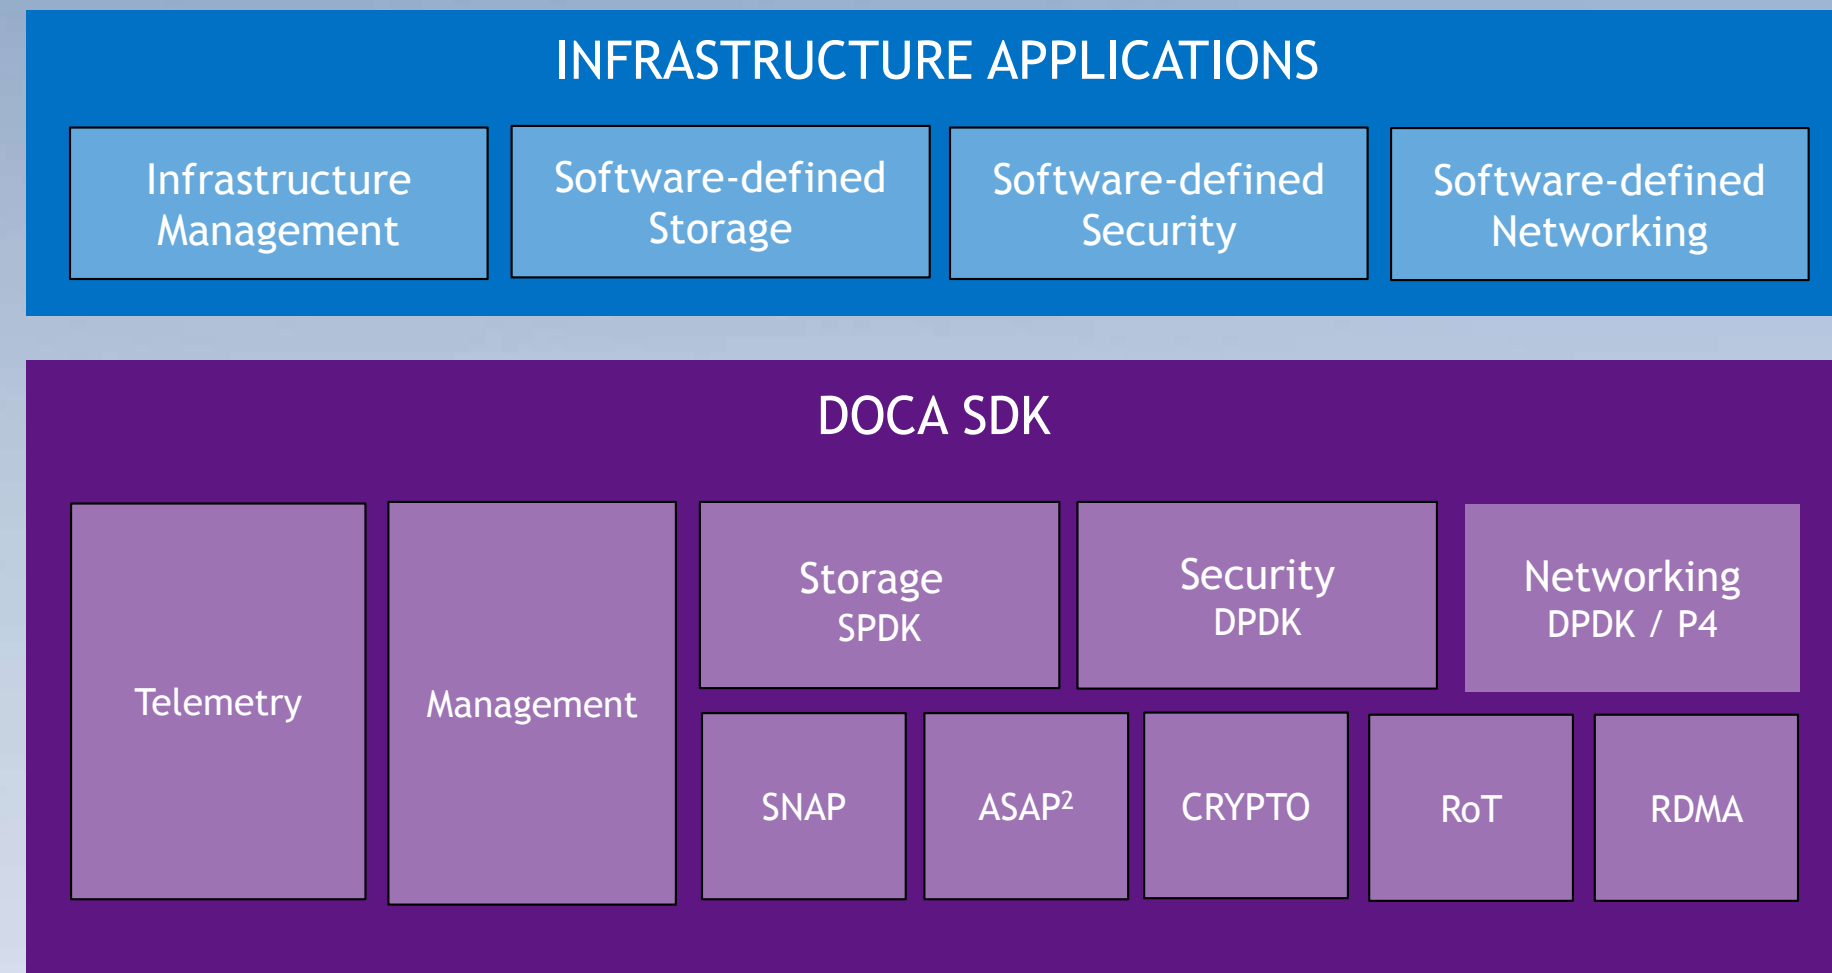 INFRASTRUCTURE APPLICATIONS
Infrastructure
Management
Software-defined
Storage
Software-defined
Security
Software-defined
Networking
DOCA SDK
Telemetry
Management
Storage
SPDK
Security
DPDK
Networking
DPDK / P4
SNAP
ASAP²
CRYPTO
RoT
RDMA